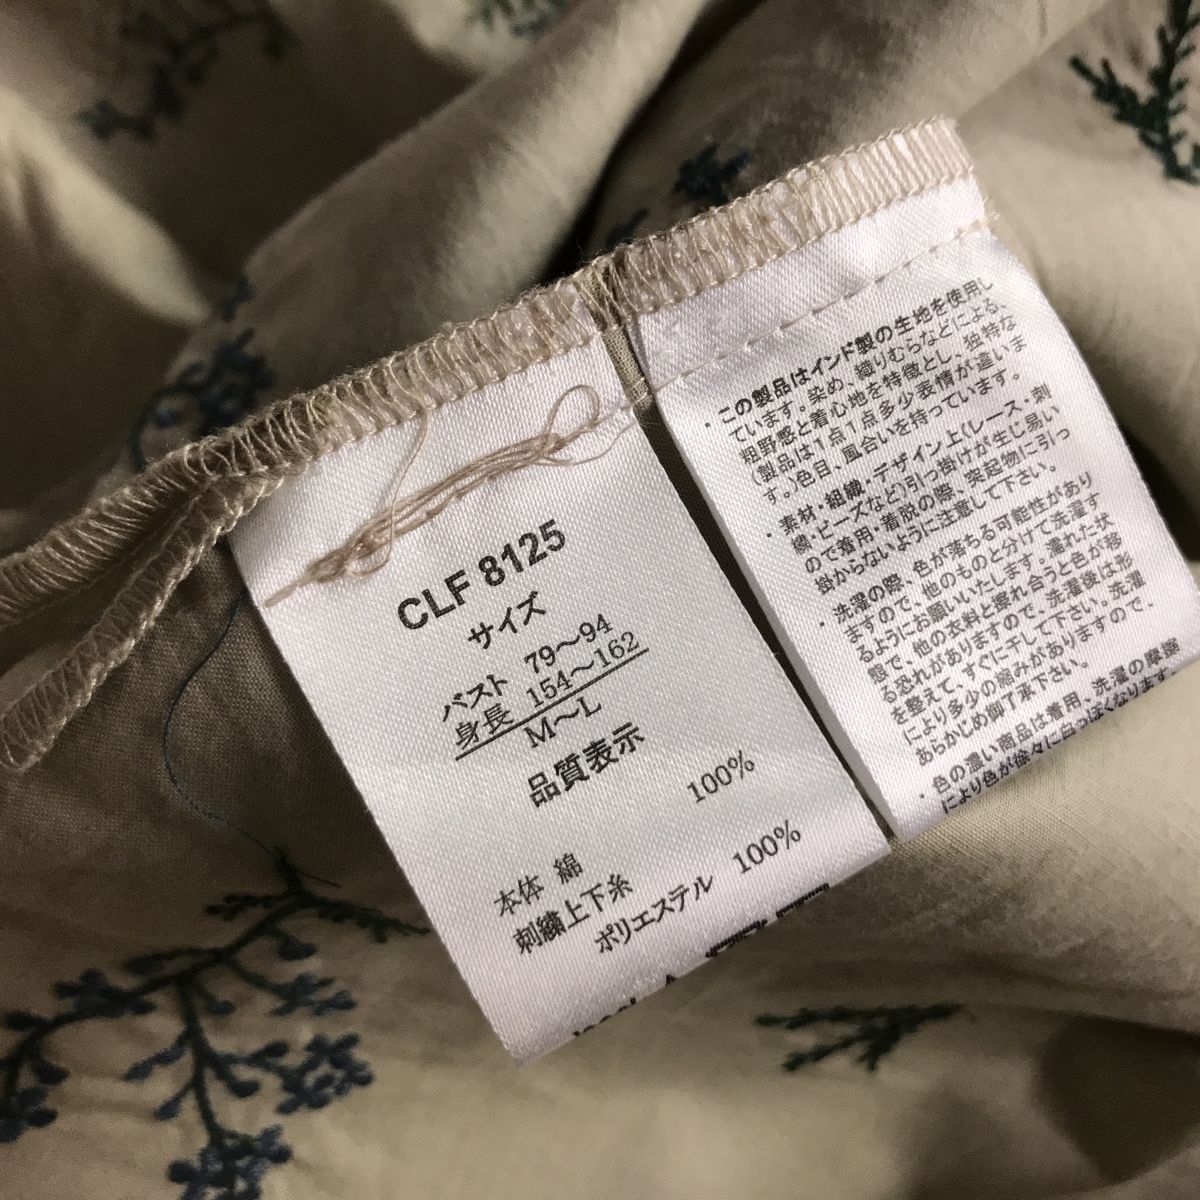 CLF 8125
サイズ
バスト 79〜94
身長 154〜162
M〜L
品質表示
100%
本体 綿
刺繍上下糸
ポリエステル 100%
・この製品はインド製の生地を使用し
ています。染め、織りむらなどによる、
粗野感と着心地を特徴とし、独特な
(製品は1点1点多少表情が違いま
す。)色目、風合いを持っています。
・素材・組織・デザイン上(レース・刺
繍・ビーズなど)引っ掛けが生じ易い
ので着用・着脱の際、突起物に引っ
掛からないように注意して下さい。
・洗濯の際、色が落ちる可能性があり
ますので、他のものと分けて洗濯す
るようにお願いいたします。濡れた状
態で、他の衣料と擦れ合うと色が移
る恐れがありますので、洗濯後は形
を整えて、すぐに干して下さい。洗濯
により多少の縮みがありますので、
あらかじめ御了承下さい。
・色の濃い商品は着用、洗濯の摩擦
により色が徐々に白っぽくなります。